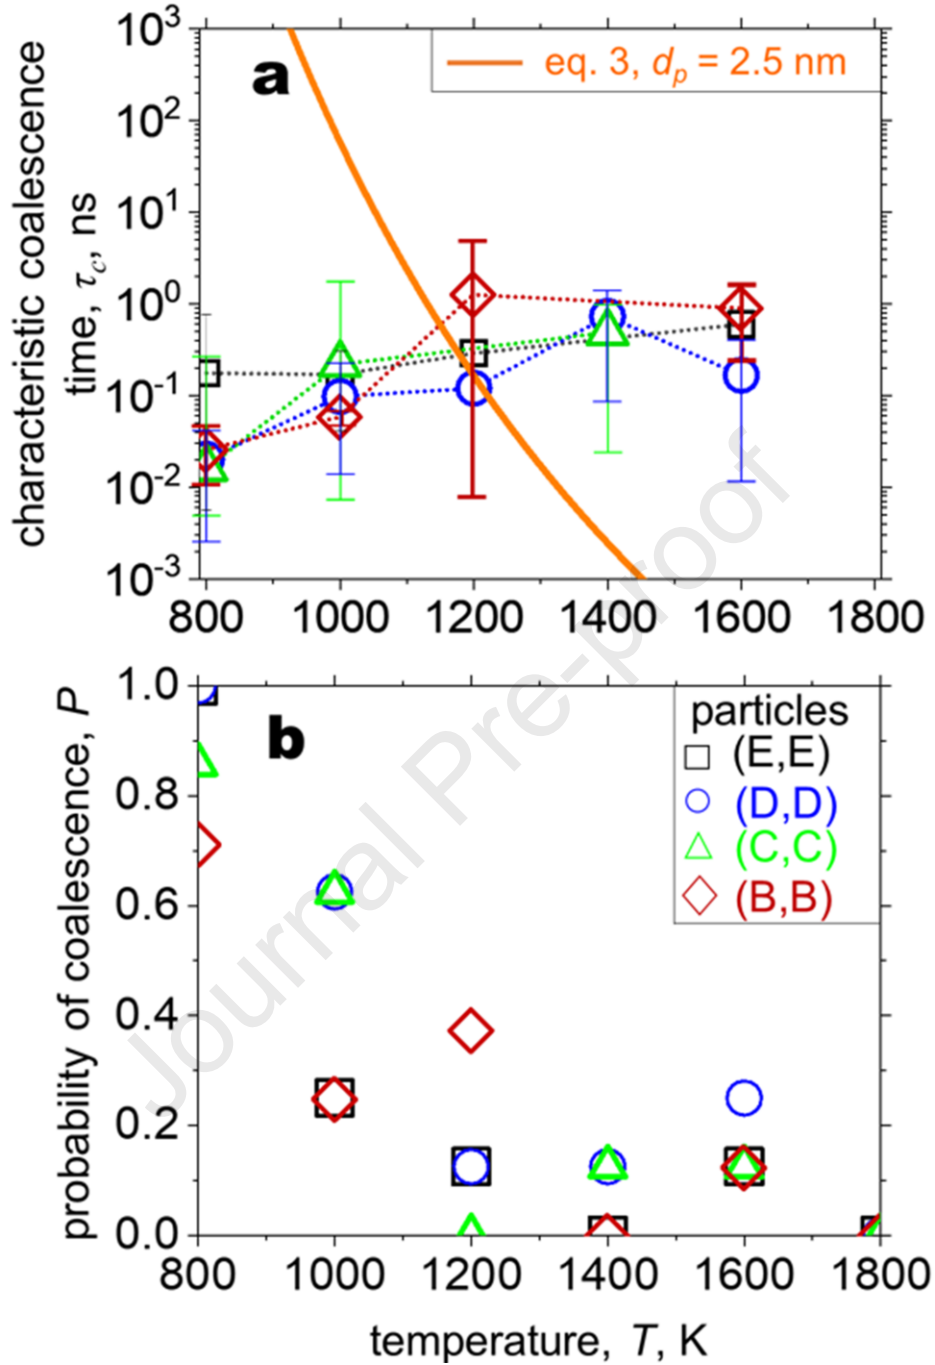 a
eq. 3, dₚ = 2.5 nm
characteristic coalescence
time, τ_c, ns
10³
10²
10¹
10⁰
10⁻¹
10⁻²
10⁻³
800 1000 1200 1400 1600 1800
b
particles
(E,E)
(D,D)
(C,C)
(B,B)
probability of coalescence, P
1.0
0.8
0.6
0.4
0.2
0.0
800 1000 1200 1400 1600 1800
temperature, T, K
Journal Pre-proof